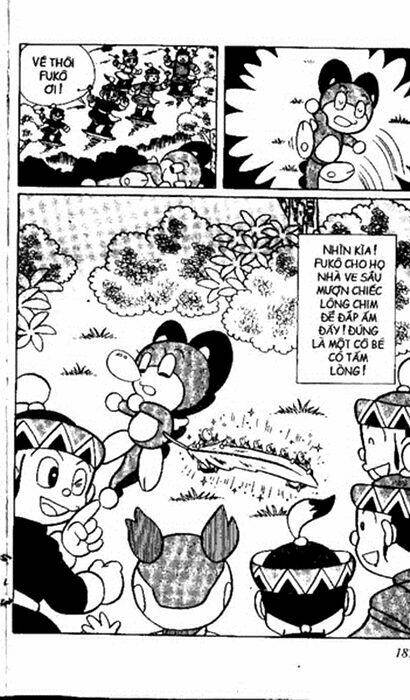 VỀ THÔI
FUKÔ
ƠI!
NHÌN KÌA!
FUKÔ CHO HỌ
NHÀ VE SẦU
MƯỢN CHIẾC
LÔNG CHIM
ĐỂ ĐẮP ẤM
ĐẤY! ĐÚNG
LÀ MỘT CÔ BÉ
CÓ TẤM
LÒNG!